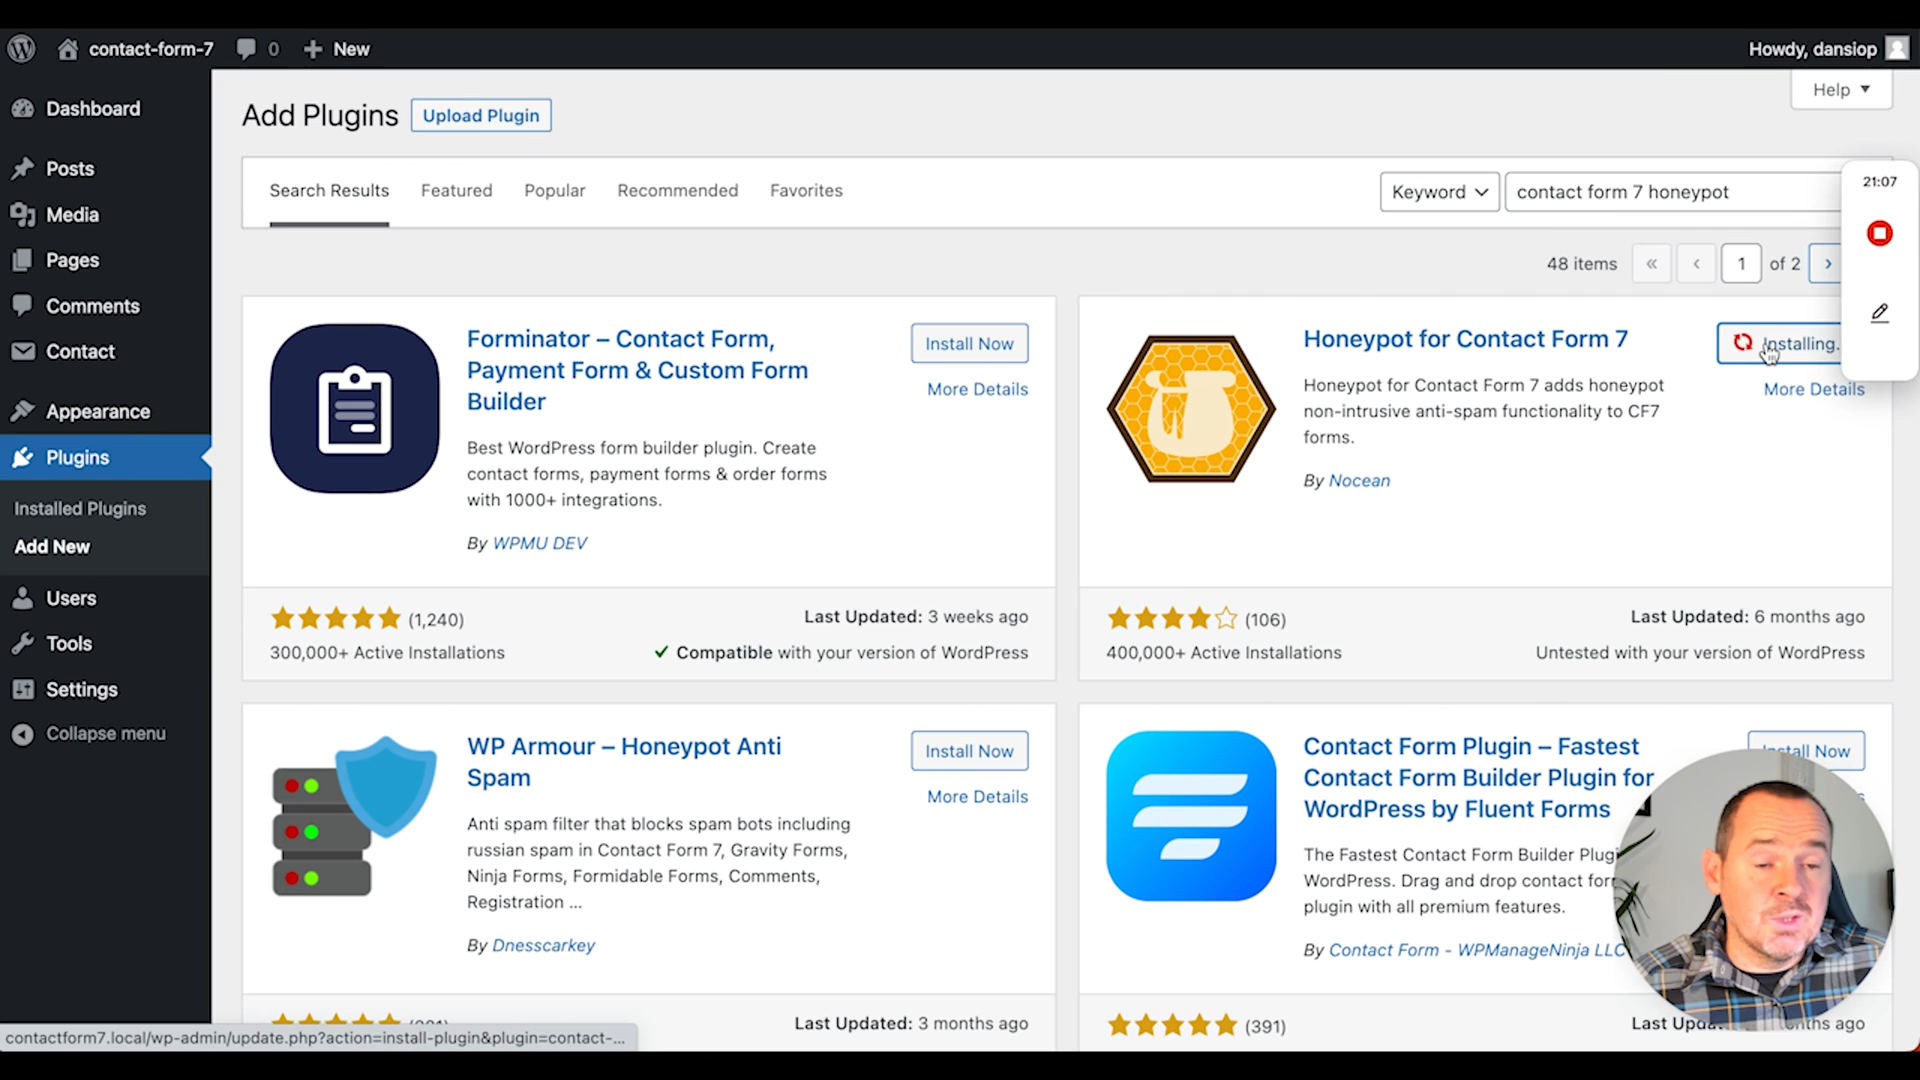 contact-form-7
0
New
Howdy, dansiop
Dashboard
Posts
Media
Pages
Comments
Contact
Appearance
Plugins
Installed Plugins
Add New
Users
Tools
Settings
Collapse menu
Add Plugins
Upload Plugin
Help
Search Results
Featured
Popular
Recommended
Favorites
Keyword
contact form 7 honeypot
21:07
48 items
«
‹
1
of 2
›
Forminator – Contact Form,
Payment Form & Custom Form
Builder
Install Now
More Details
Best WordPress form builder plugin. Create
contact forms, payment forms & order forms
with 1000+ integrations.
By WPMU DEV
(1,240)
300,000+ Active Installations
Last Updated: 3 weeks ago
Compatible with your version of WordPress
Honeypot for Contact Form 7
Installing.
More Details
Honeypot for Contact Form 7 adds honeypot
non-intrusive anti-spam functionality to CF7
forms.
By Nocean
(106)
400,000+ Active Installations
Last Updated: 6 months ago
Untested with your version of WordPress
WP Armour – Honeypot Anti
Spam
Install Now
More Details
Anti spam filter that blocks spam bots including
russian spam in Contact Form 7, Gravity Forms,
Ninja Forms, Formidable Forms, Comments,
Registration ...
By Dnesscarkey
Last Updated: 3 months ago
Contact Form Plugin – Fastest
Contact Form Builder Plugin for
WordPress by Fluent Forms
Install Now
The Fastest Contact Form Builder
WordPress. Drag and drop contact
plugin with all premium features.
By Contact Form - WPManageNinja LLC
(391)
Last
ago
contactform7.local/wp-admin/update.php?action=install-plugin&plugin=contact-...